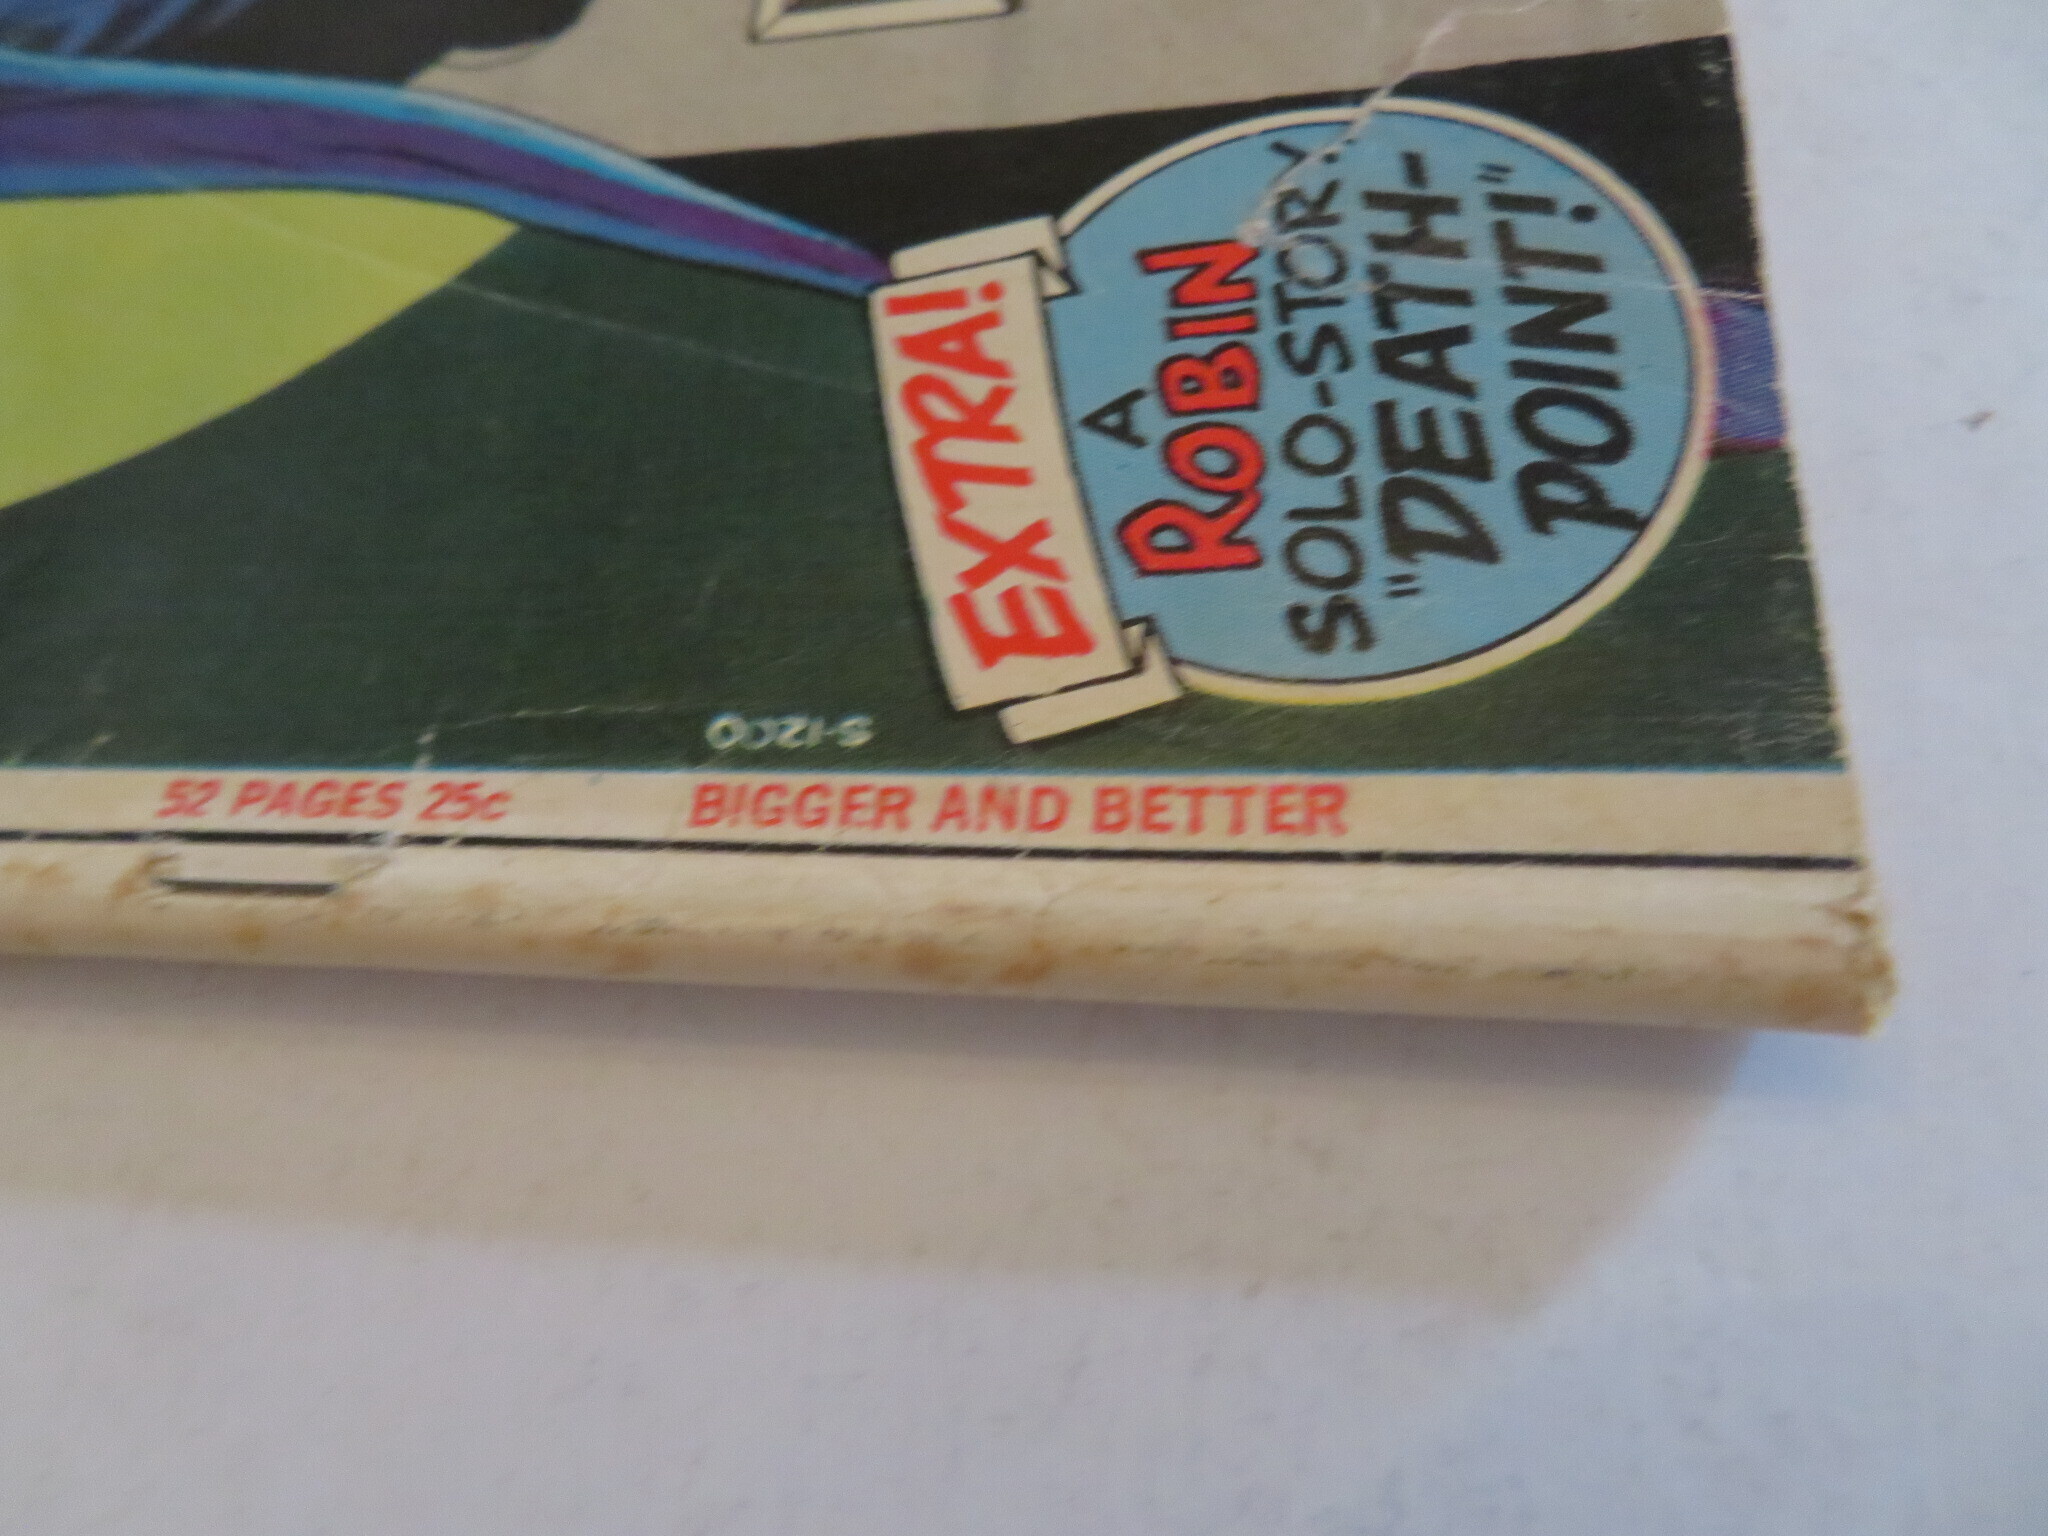 EXTRA!
A
ROBIN
SOLO-STORY!
"DEATH-
POINT!"
S-1200
52 PAGES 25c BIGGER AND BETTER